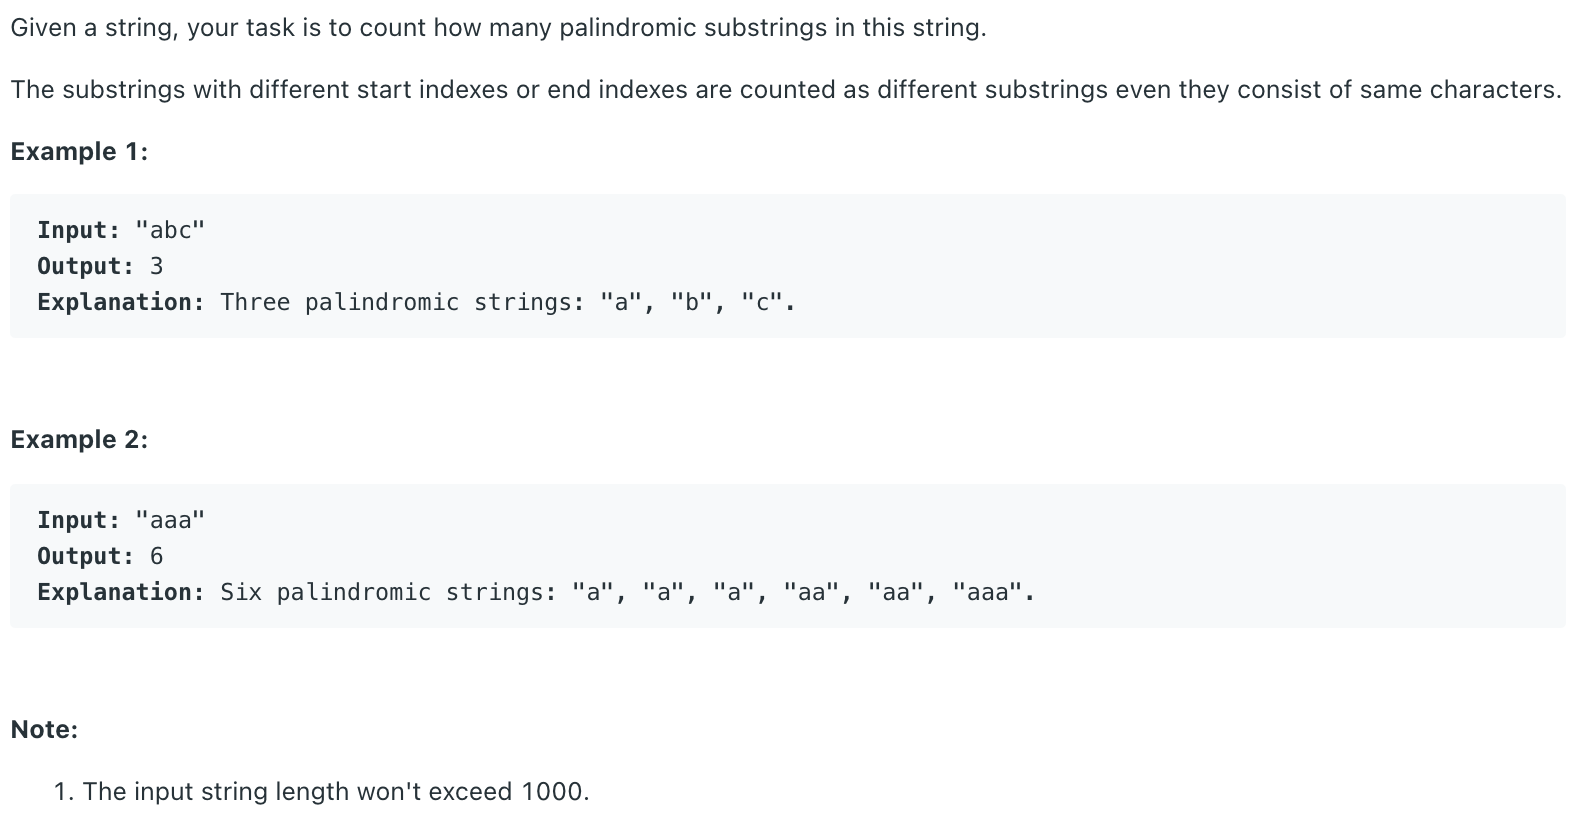 Given a string, your task is to count how many palindromic substrings in this string.
The substrings with different start indexes or end indexes are counted as different substrings even they consist of same characters.
Example 1:
Input: "abc"
Output: 3
Explanation: Three palindromic strings: "a", "b", "c".
Example 2:
Input: "aaa"
Output: 6
Explanation: Six palindromic strings: "a", "a", "a", "aa", "aa", "aaa".
Note:
1. The input string length won't exceed 1000.